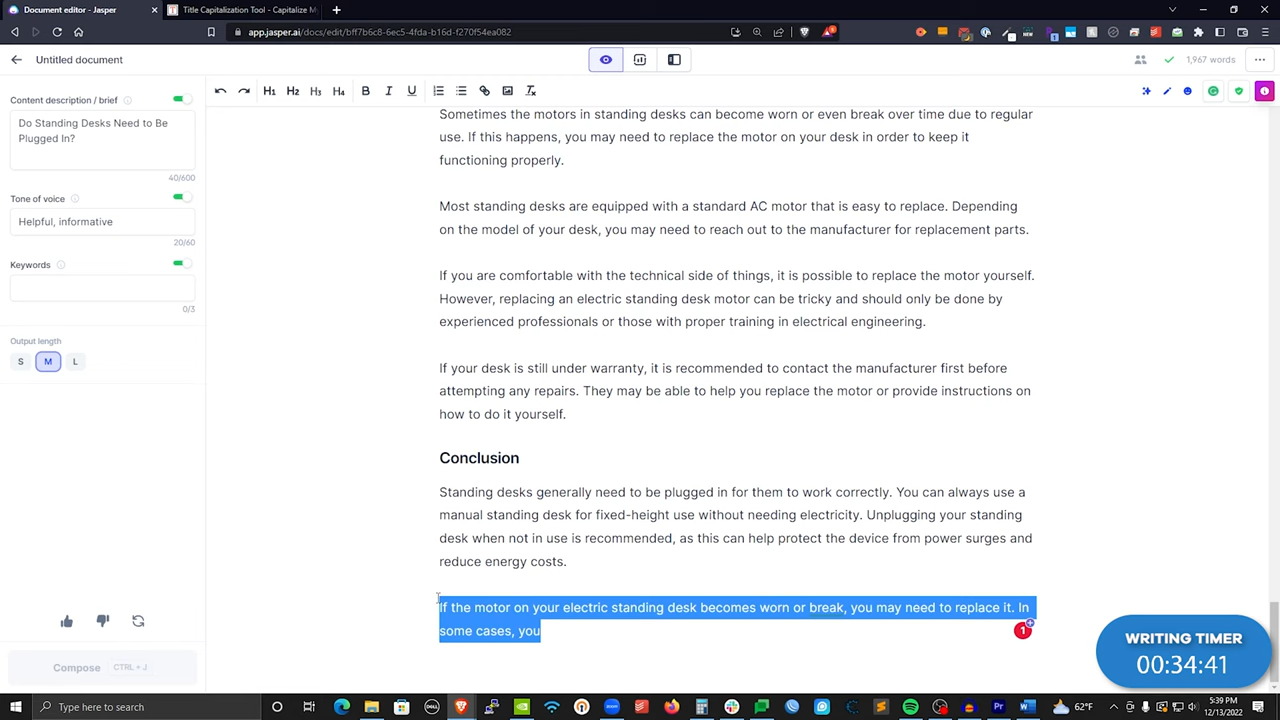 Document editor - Jasper
Title Capitalization Tool - Capitalize M
app.jasper.ai/docs/edit/bff7b6c8-6ec5-4fda-b16d-f270f54ea082
Untitled document
1,967 words
H1 H2 H3 H4 B I U
Content description / brief
Do Standing Desks Need to Be
Plugged In?
40/600
Tone of voice
Helpful, informative
20/60
Keywords
0/3
Output length
S M L
Compose CTRL + J
Sometimes the motors in standing desks can become worn or even break over time due to regular
use. If this happens, you may need to replace the motor on your desk in order to keep it
functioning properly.
Most standing desks are equipped with a standard AC motor that is easy to replace. Depending
on the model of your desk, you may need to reach out to the manufacturer for replacement parts.
If you are comfortable with the technical side of things, it is possible to replace the motor yourself.
However, replacing an electric standing desk motor can be tricky and should only be done by
experienced professionals or those with proper training in electrical engineering.
If your desk is still under warranty, it is recommended to contact the manufacturer first before
attempting any repairs. They may be able to help you replace the motor or provide instructions on
how to do it yourself.
Conclusion
Standing desks generally need to be plugged in for them to work correctly. You can always use a
manual standing desk for fixed-height use without needing electricity. Unplugging your standing
desk when not in use is recommended, as this can help protect the device from power surges and
reduce energy costs.
If the motor on your electric standing desk becomes worn or break, you may need to replace it. In
some cases, you
1
WRITING TIMER
00:34:41
Type here to search
62°F
5:39 PM
12/13/2022